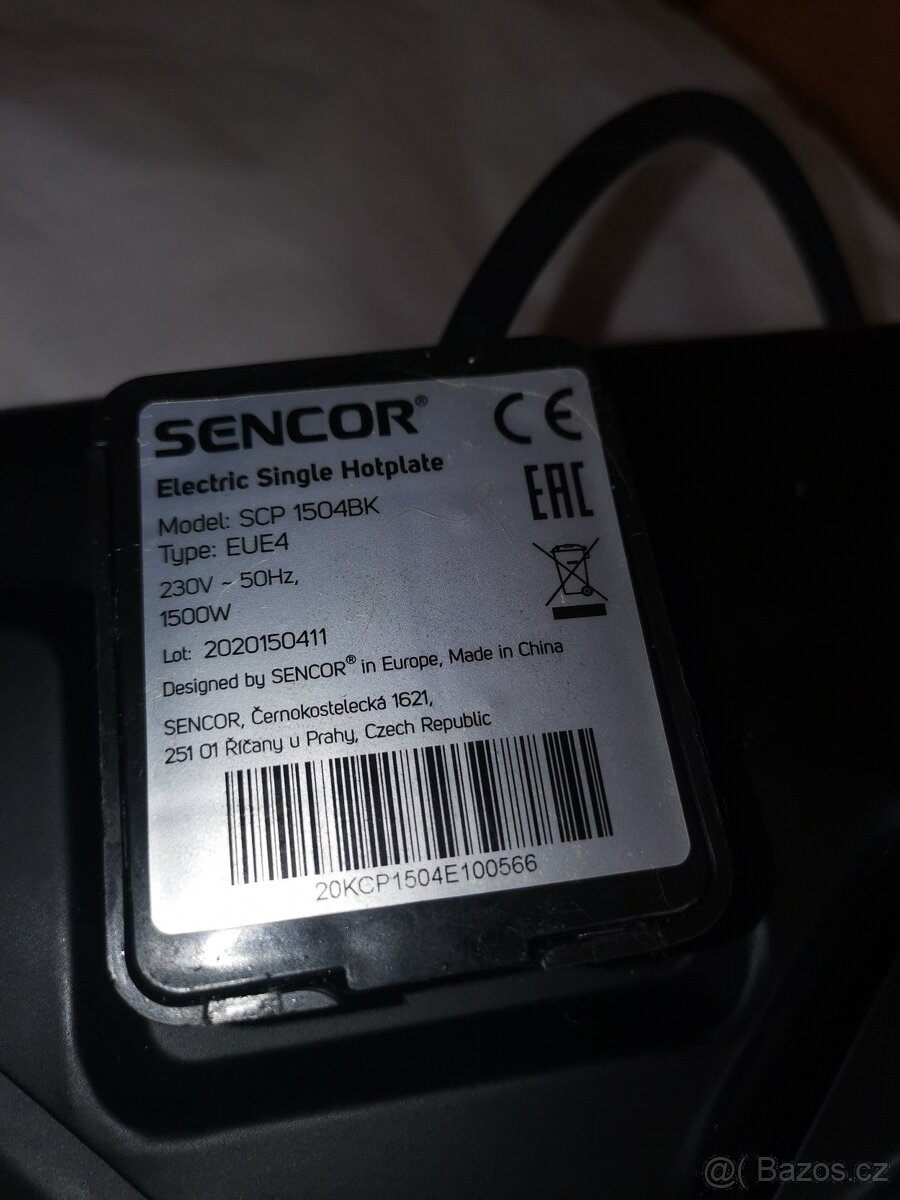 SENCOR®
CE
Electric Single Hotplate
EAC
Model: SCP 1504BK
Type: EUE4
230V ~ 50Hz,
1500W
Lot: 2020150411
Designed by SENCOR® in Europe, Made in China
SENCOR, Černokostelecká 1621,
251 01 Říčany u Prahy, Czech Republic
20KCP1504E100566
@( Bazos.cz